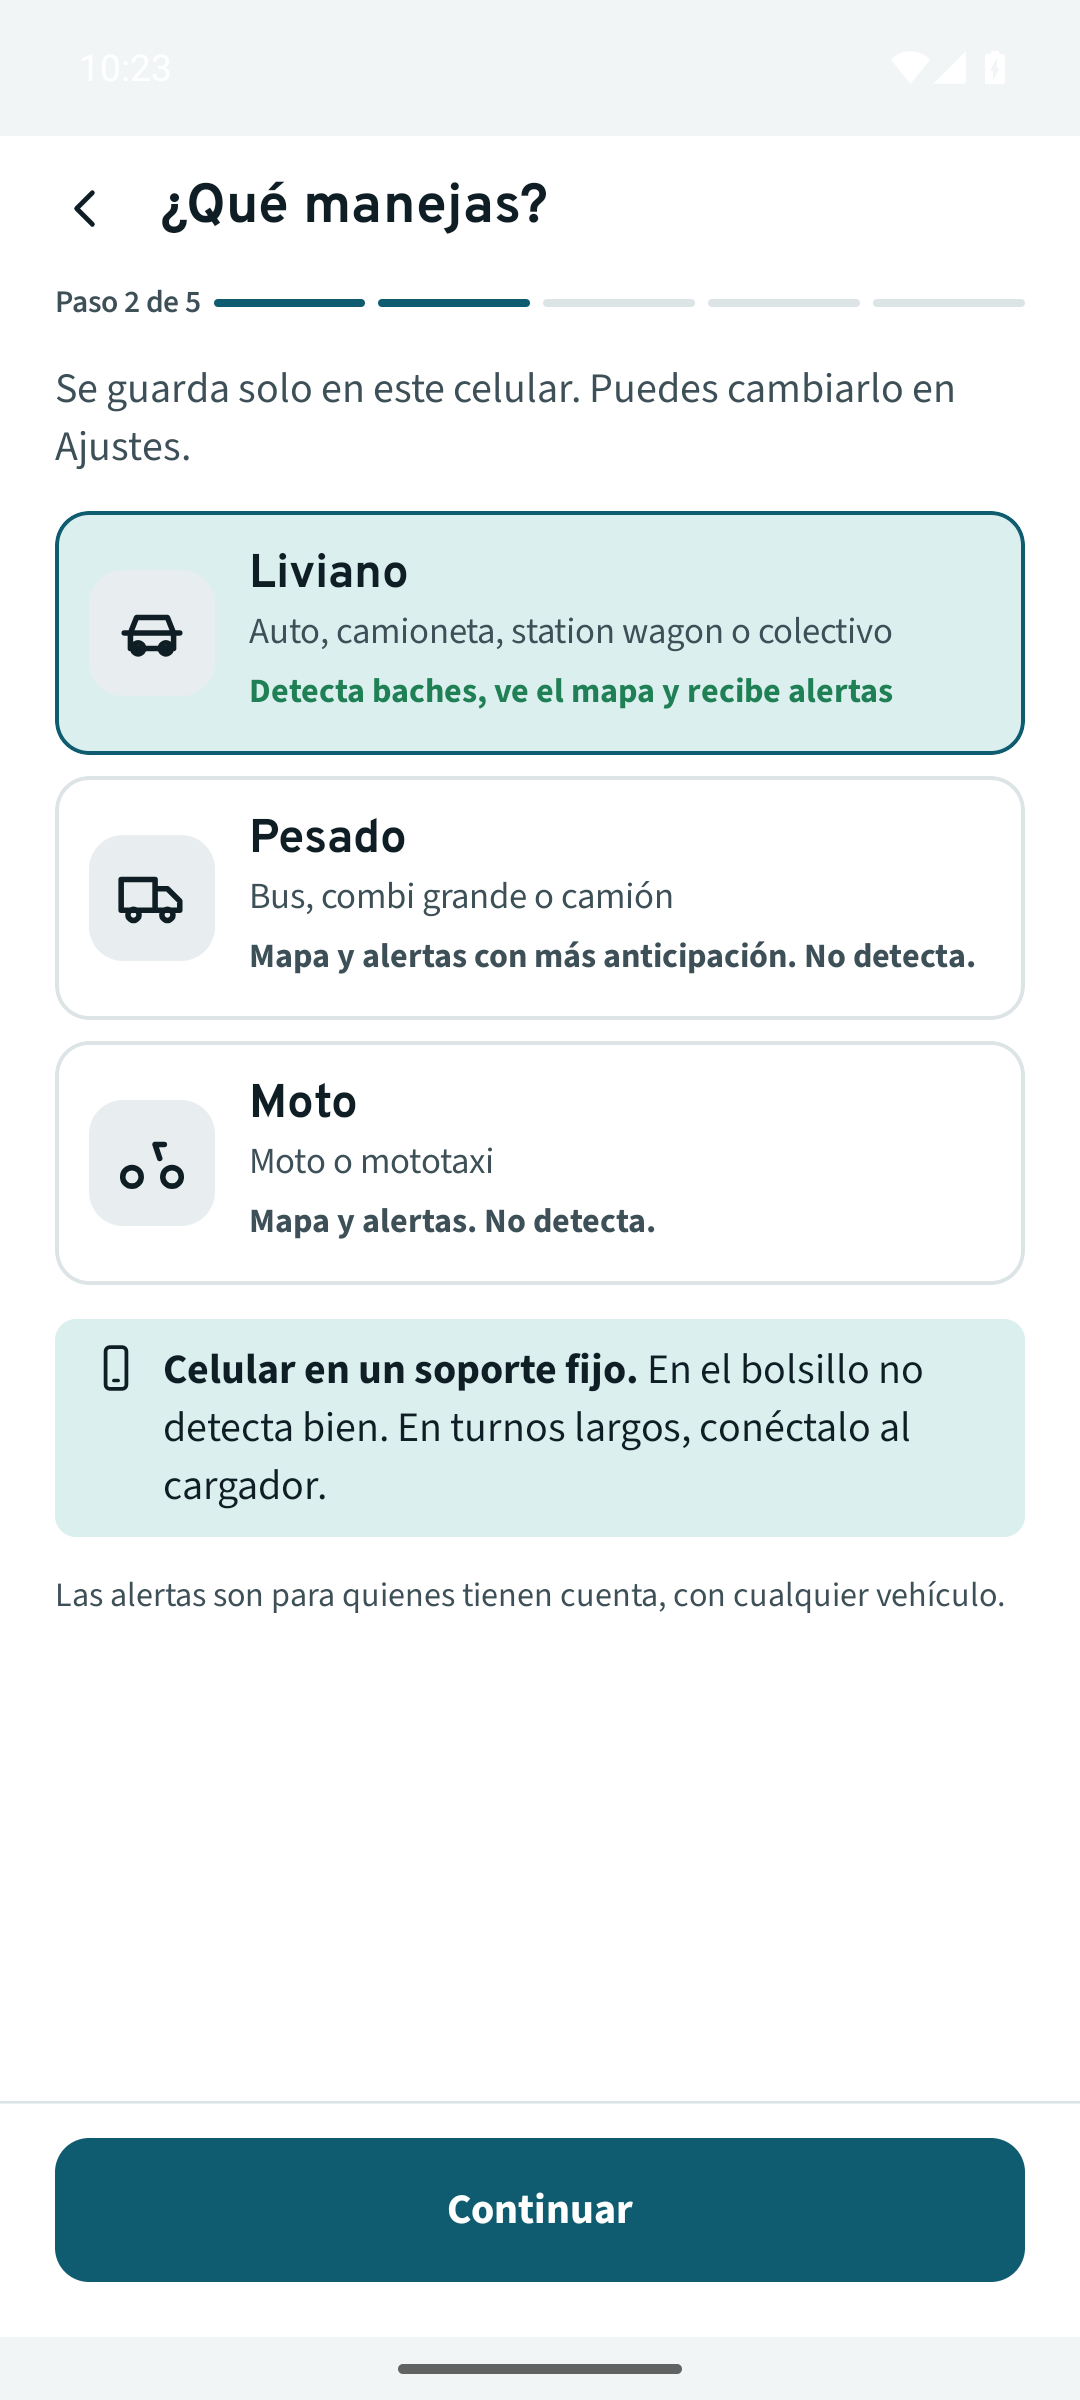 10:23
¿Qué manejas?
Paso 2 de 5
Se guarda solo en este celular. Puedes cambiarlo en
Ajustes.
Liviano
Auto, camioneta, station wagon o colectivo
Detecta baches, ve el mapa y recibe alertas
Pesado
Bus, combi grande o camión
Mapa y alertas con más anticipación. No detecta.
Moto
Moto o mototaxi
Mapa y alertas. No detecta.
Celular en un soporte fijo. En el bolsillo no
detecta bien. En turnos largos, conéctalo al
cargador.
Las alertas son para quienes tienen cuenta, con cualquier vehículo.
Continuar